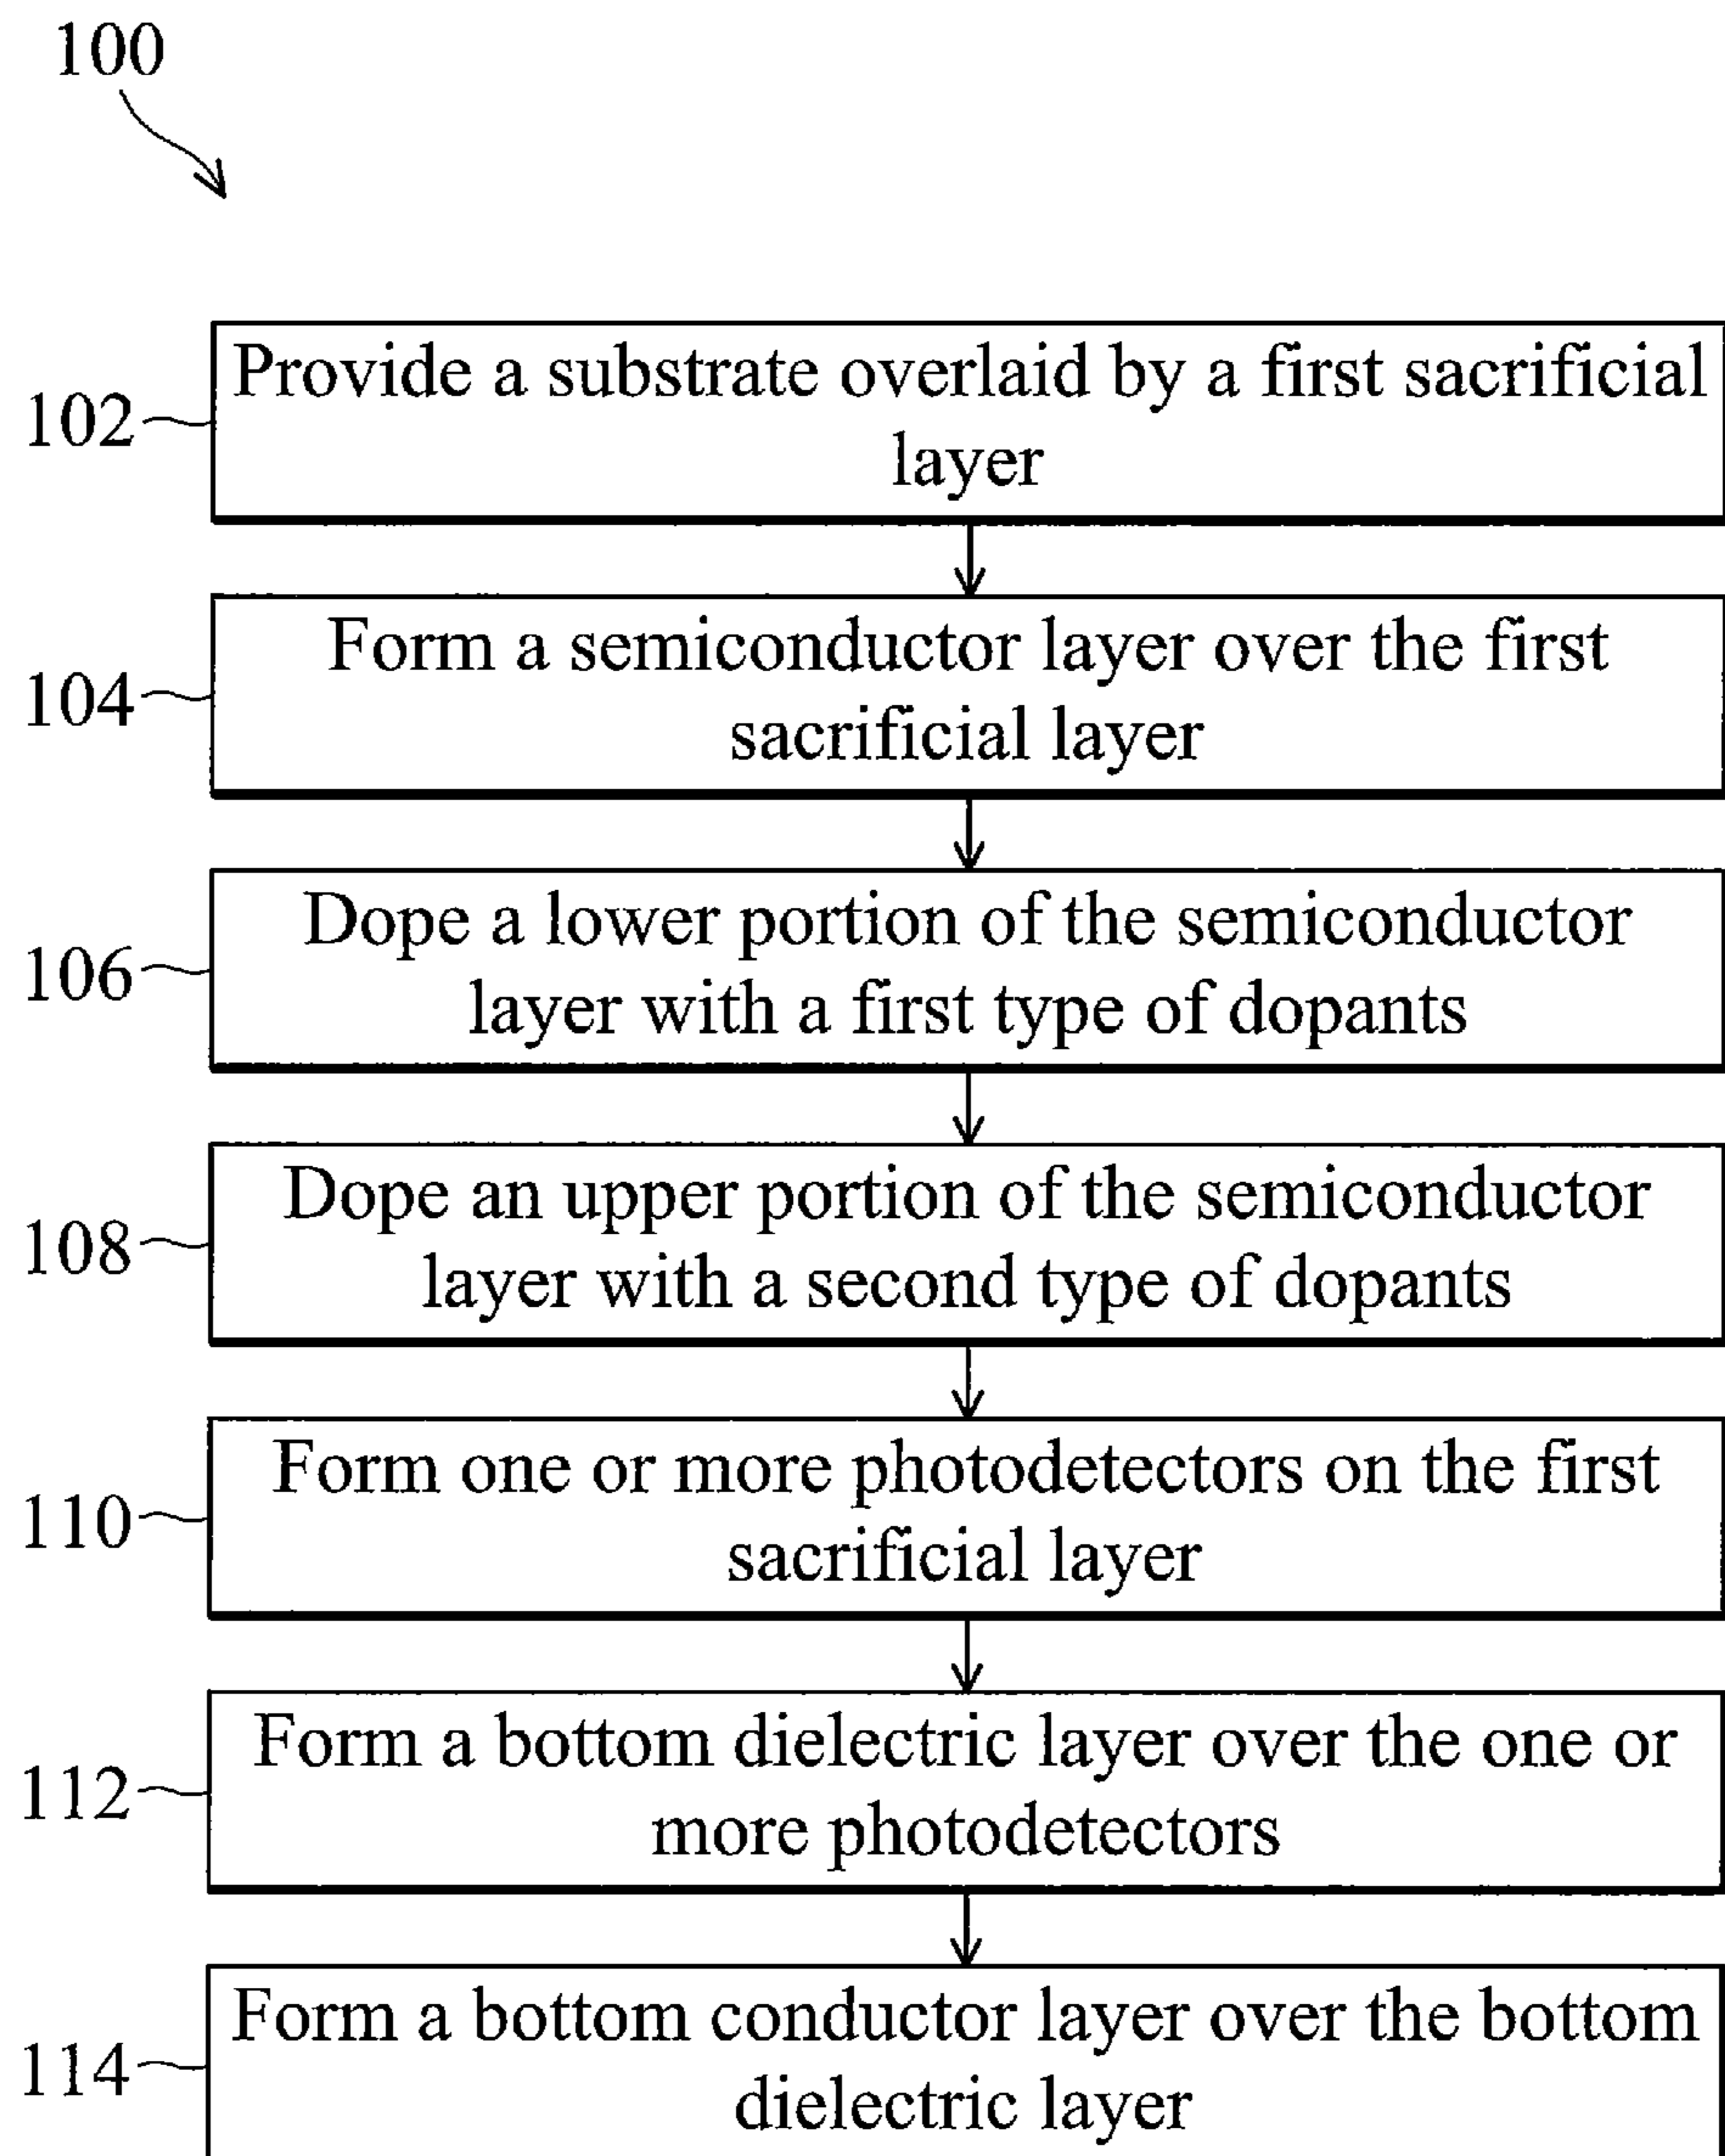 100
102
Provide a substrate overlaid by a first sacrificial
layer
104
Form a semiconductor layer over the first
sacrificial layer
106
Dope a lower portion of the semiconductor
layer with a first type of dopants
108
Dope an upper portion of the semiconductor
layer with a second type of dopants
110
Form one or more photodetectors on the first
sacrificial layer
112
Form a bottom dielectric layer over the one or
more photodetectors
114
Form a bottom conductor layer over the bottom
dielectric layer